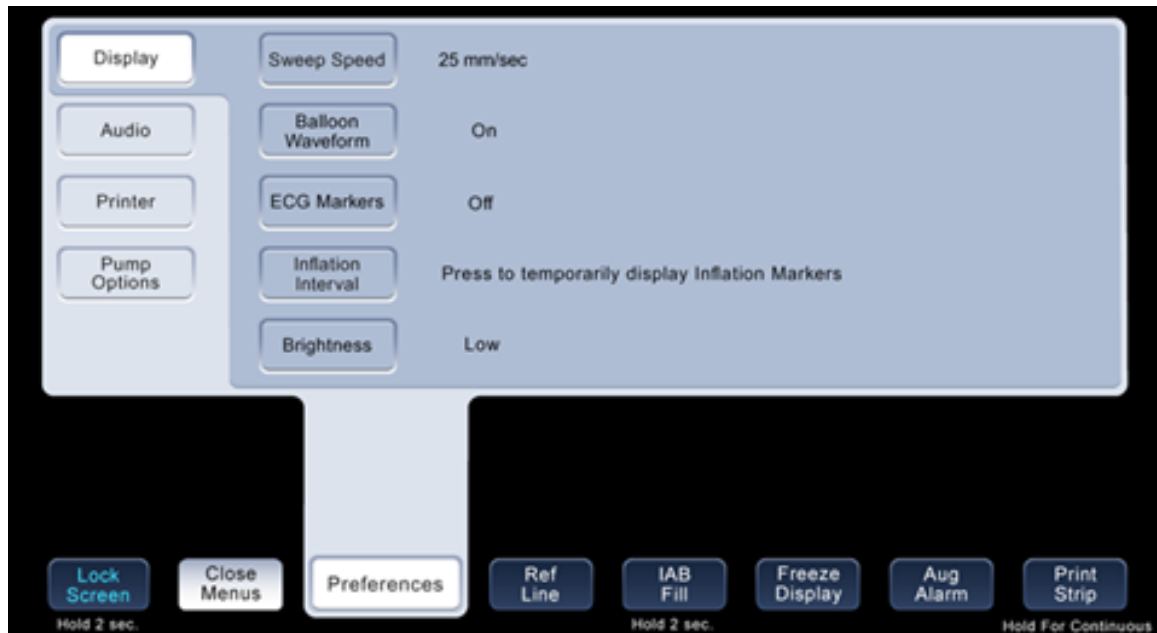 Display
Sweep Speed
25 mm/sec
Audio
Balloon
Waveform
On
Printer
ECG Markers
Off
Pump
Options
Inflation
Interval
Press to temporarily display Inflation Markers
Brightness
Low
Lock
Screen
Hold 2 sec.
Close
Menus
Preferences
Ref
Line
IAB
Fill
Hold 2 sec.
Freeze
Display
Aug
Alarm
Print
Strip
Hold For Continuous